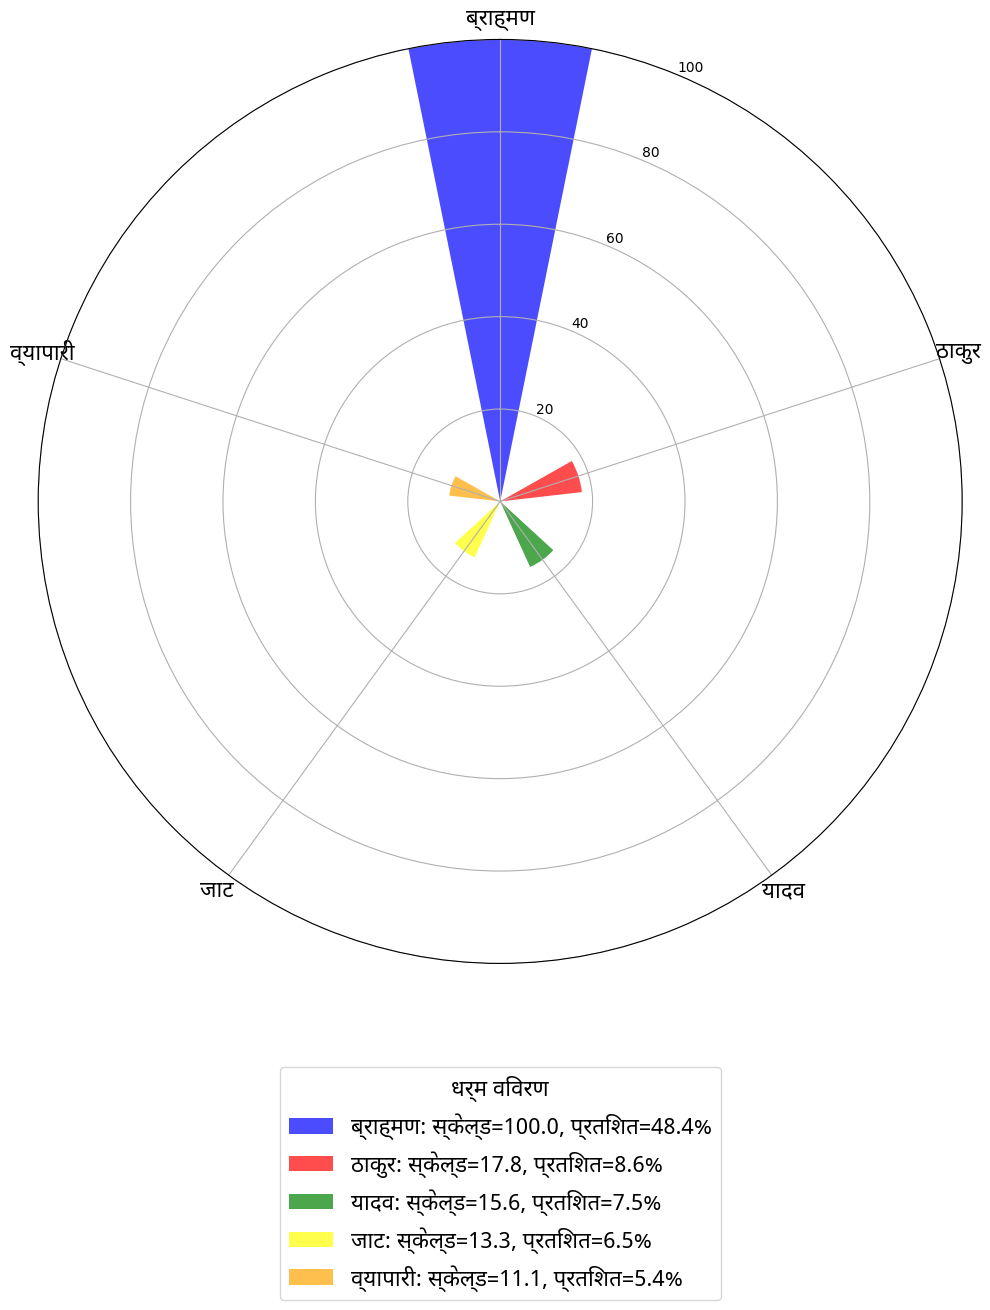 ब्राह्मण
100
80
60
40
20
व्यापारी
ठाकुर
जाट
यादव
धर्म विवरण
ब्राह्मण: स्केल्ड=100.0, प्रतिशत=48.4%
ठाकुर: स्केल्ड=17.8, प्रतिशत=8.6%
यादव: स्केल्ड=15.6, प्रतिशत=7.5%
जाट: स्केल्ड=13.3, प्रतिशत=6.5%
व्यापारी: स्केल्ड=11.1, प्रतिशत=5.4%